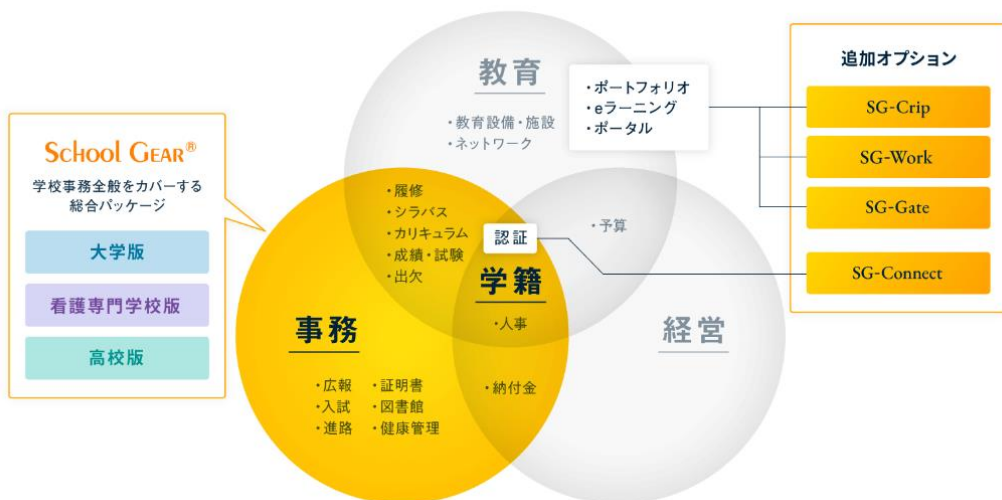 SCHOOL GEAR®
学校事務全般をカバーする
総合パッケージ
大学版
看護専門学校版
高校版
教育
・教育設備・施設
・ネットワーク
・ポートフォリオ
・eラーニング
・ポータル
・履修
・シラバス
・カリキュラム
・成績・試験
・出欠
認証
・予算
学籍
・人事
事務
・広報
・入試
・進路
・証明書
・図書館
・健康管理
・納付金
経営
追加オプション
SG-Crip
SG-Work
SG-Gate
SG-Connect